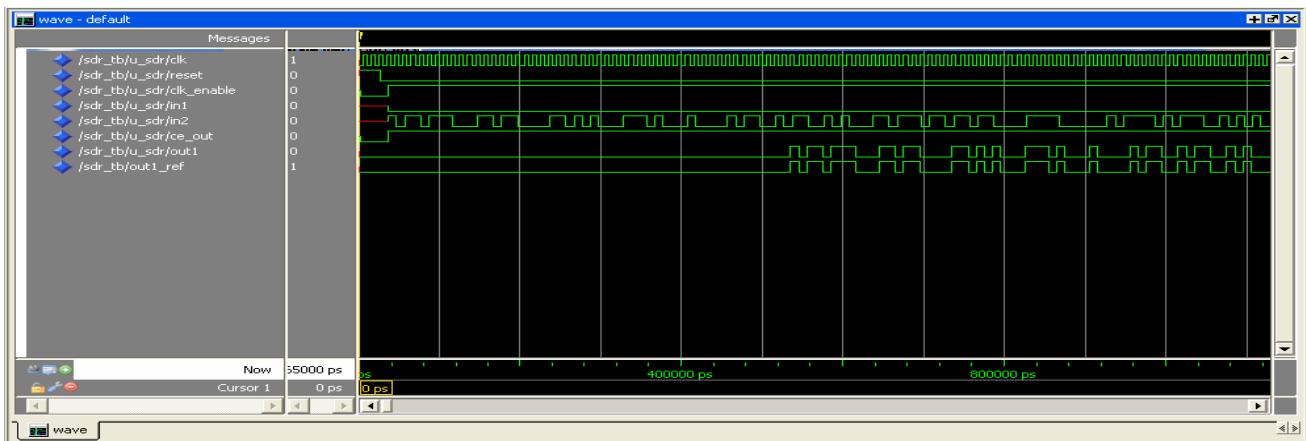 wave - default
Messages
/sdr_tb/u_sdr/clk 1
/sdr_tb/u_sdr/reset 0
/sdr_tb/u_sdr/clk_enable 0
/sdr_tb/u_sdr/in1 0
/sdr_tb/u_sdr/in2 0
/sdr_tb/u_sdr/ce_out 0
/sdr_tb/u_sdr/out1 0
/sdr_tb/out1_ref 1
Now 55000 ps ps 400000 ps 800000 ps
Cursor 1 0 ps 0 ps
wave